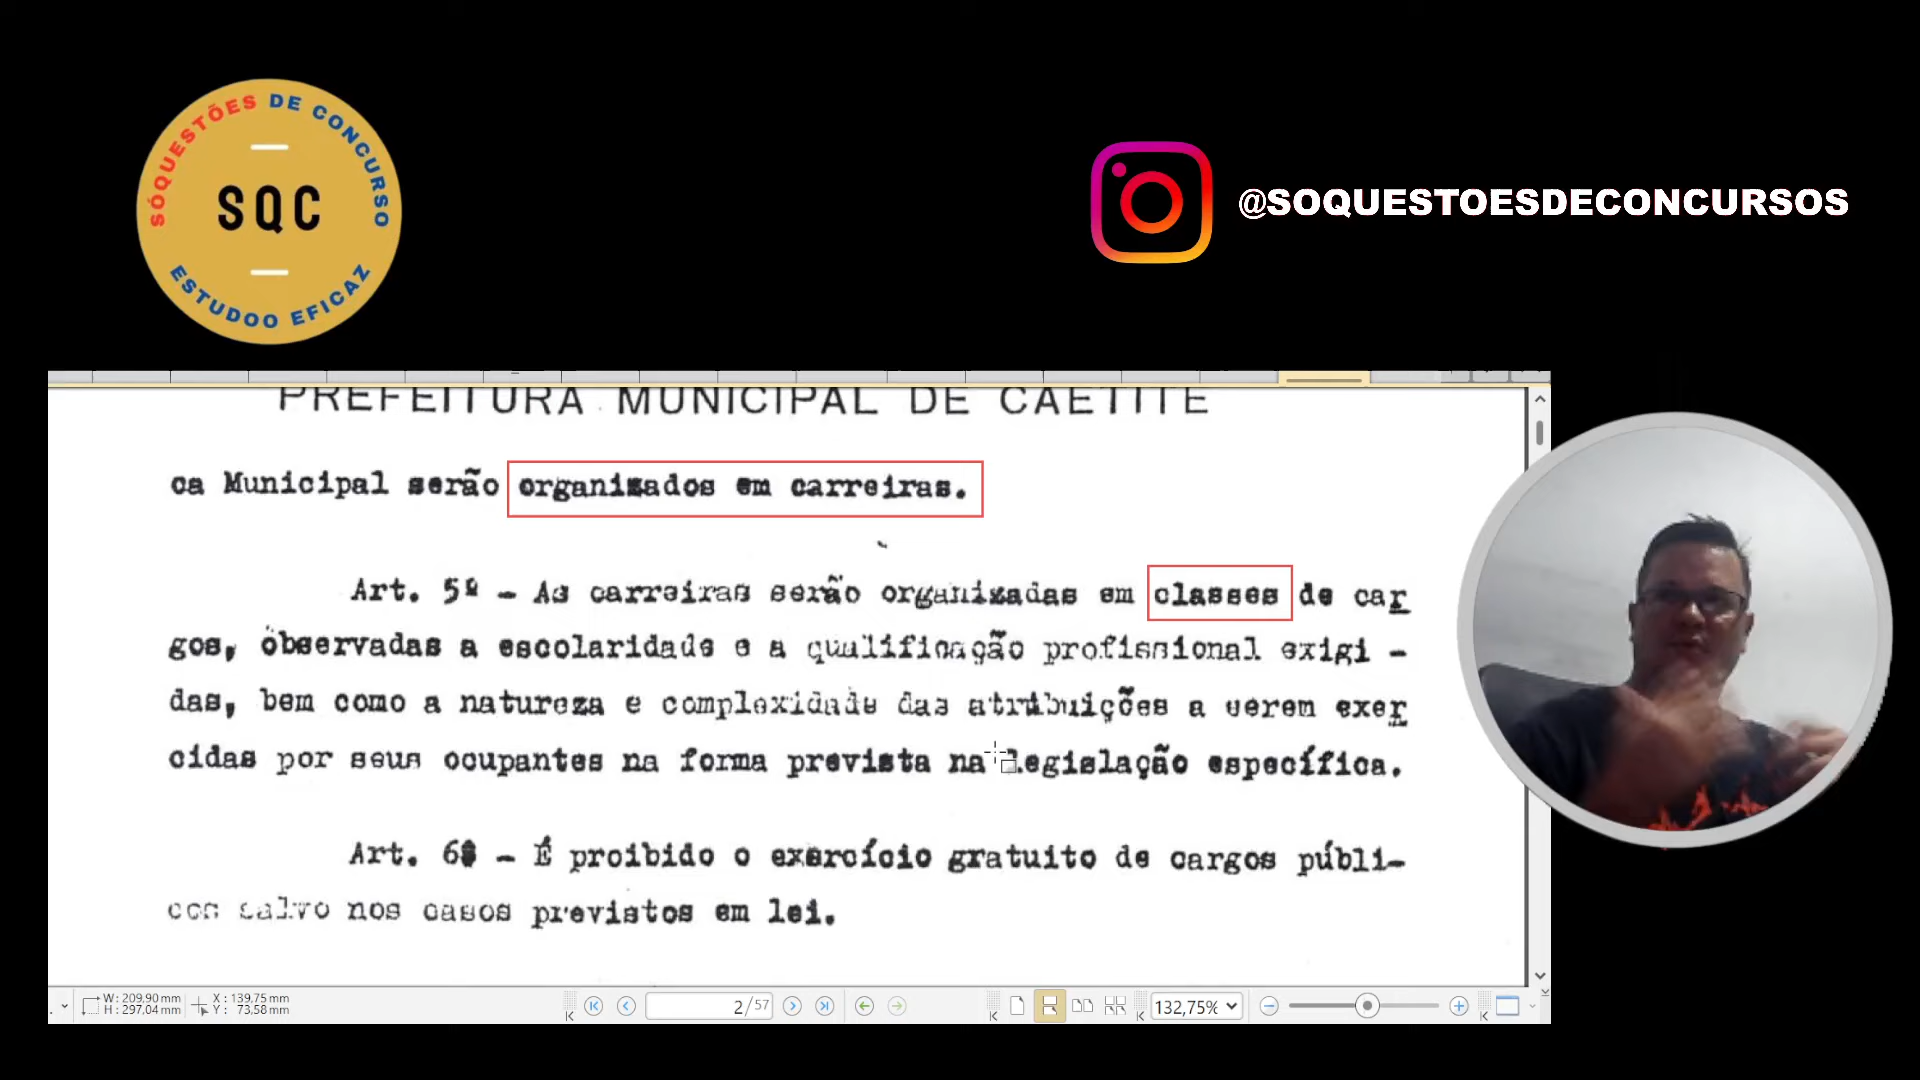 SÓQUESTÕES DE CONCURSO
SQC
ESTUDOO EFICAZ
@SOQUESTOESDECONCURSOS
PREFEITURA MUNICIPAL DE CAETITE
ca Municipal serão organizados em carreiras.
Art. 5º - As carreiras serão organizadas em classes de car
gos, observadas a escolaridade e a qualificação profissional exigi -
das, bem como a natureza e complexidade das atribuições a serem exer
cidas por seus ocupantes na forma prevista na legislação específica.
Art. 6º - É proibido o exercício gratuito de cargos públi-
cos salvo nos casos previstos em lei.
W: 209,90 mm X: 139,75 mm
H: 297,04 mm Y: 73,58 mm
2 / 57
132,75%